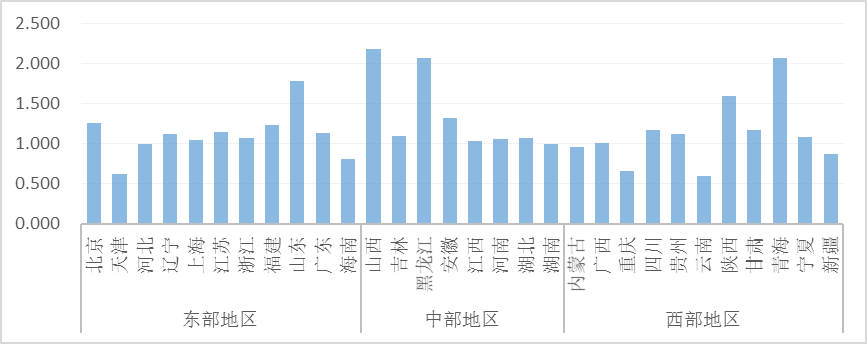 2.500
2.000
1.500
1.000
0.500
0.000
北京
天津
河北
辽宁
上海
江苏
浙江
福建
山东
广东
海南
山西
吉林
黑龙江
安徽
江西
河南
湖北
湖南
内蒙古
广西
重庆
四川
贵州
云南
陕西
甘肃
青海
宁夏
新疆
东部地区
中部地区
西部地区